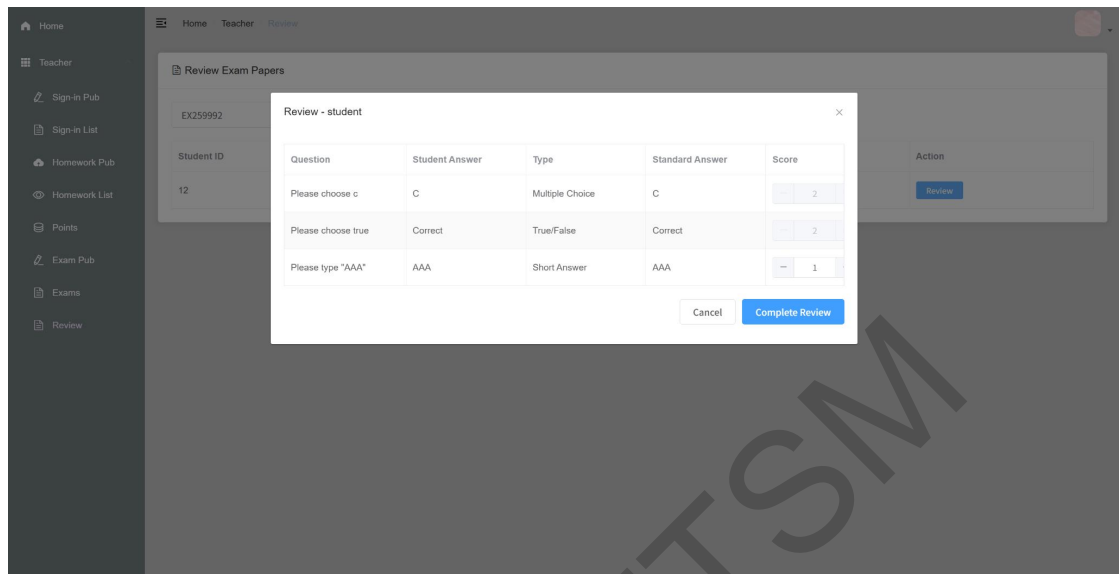 Home
Home Teacher Review
Teacher
Review Exam Papers
Sign-in Pub
Review - student
EX259992
Sign-in List
Question Student Answer Type Standard Answer Score
Student ID Action
Homework Pub
Please choose c C Multiple Choice C 2
12 Review
Homework List
Points
Please choose true Correct True/False Correct 2
Exam Pub
Please type "AAA" AAA Short Answer AAA 1
Exams
Cancel Complete Review
Review
TSM